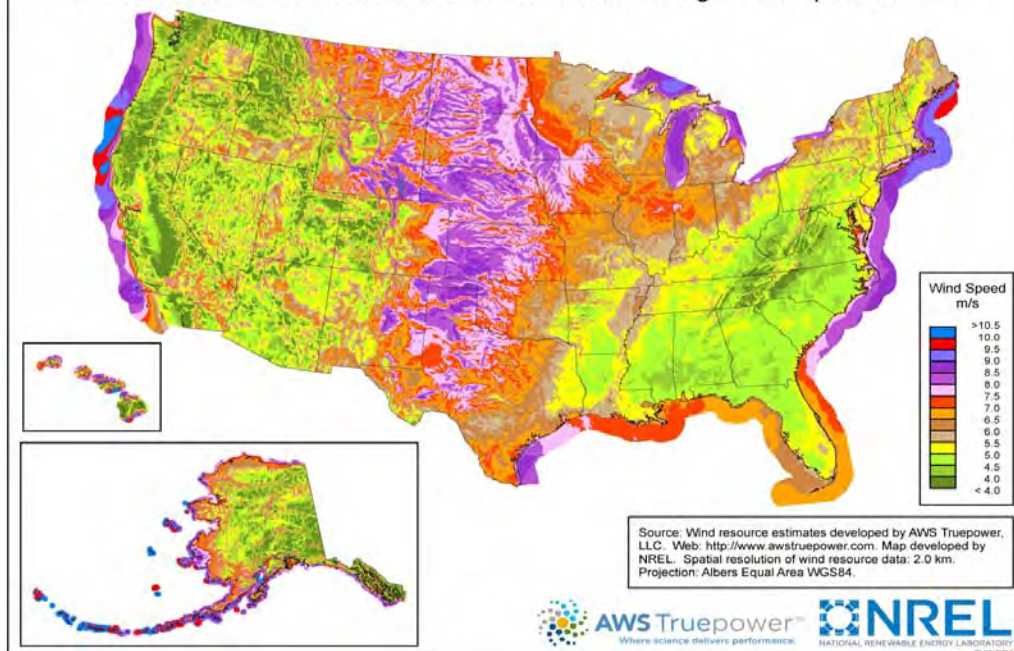 Wind Speed
m/s
>10.5
10.0
9.5
9.0
8.5
8.0
7.5
7.0
6.5
6.0
5.5
5.0
4.5
4.0
< 4.0
Source: Wind resource estimates developed by AWS Truepower,
LLC. Web: http://www.awstruepower.com. Map developed by
NREL. Spatial resolution of wind resource data: 2.0 km.
Projection: Albers Equal Area WGS84.
AWS Truepower™
Where science delivers performance.
NREL
NATIONAL RENEWABLE ENERGY LABORATORY